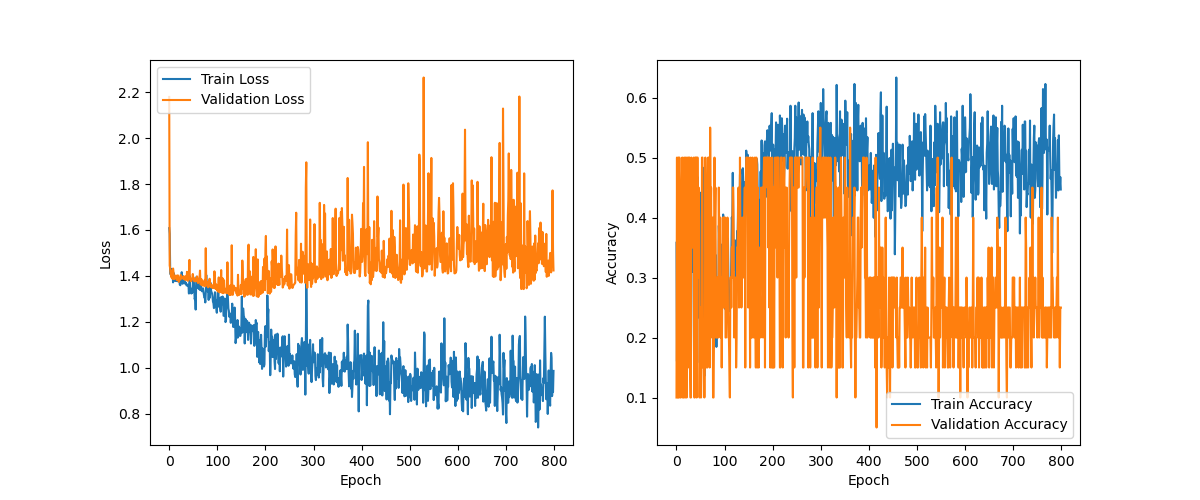 Train Loss
Validation Loss
2.2
2.0
1.8
1.6
1.4
1.2
1.0
0.8
Loss
0 100 200 300 400 500 600 700 800
Epoch
0.6
0.5
0.4
0.3
0.2
0.1
Accuracy
Train Accuracy
Validation Accuracy
0 100 200 300 400 500 600 700 800
Epoch